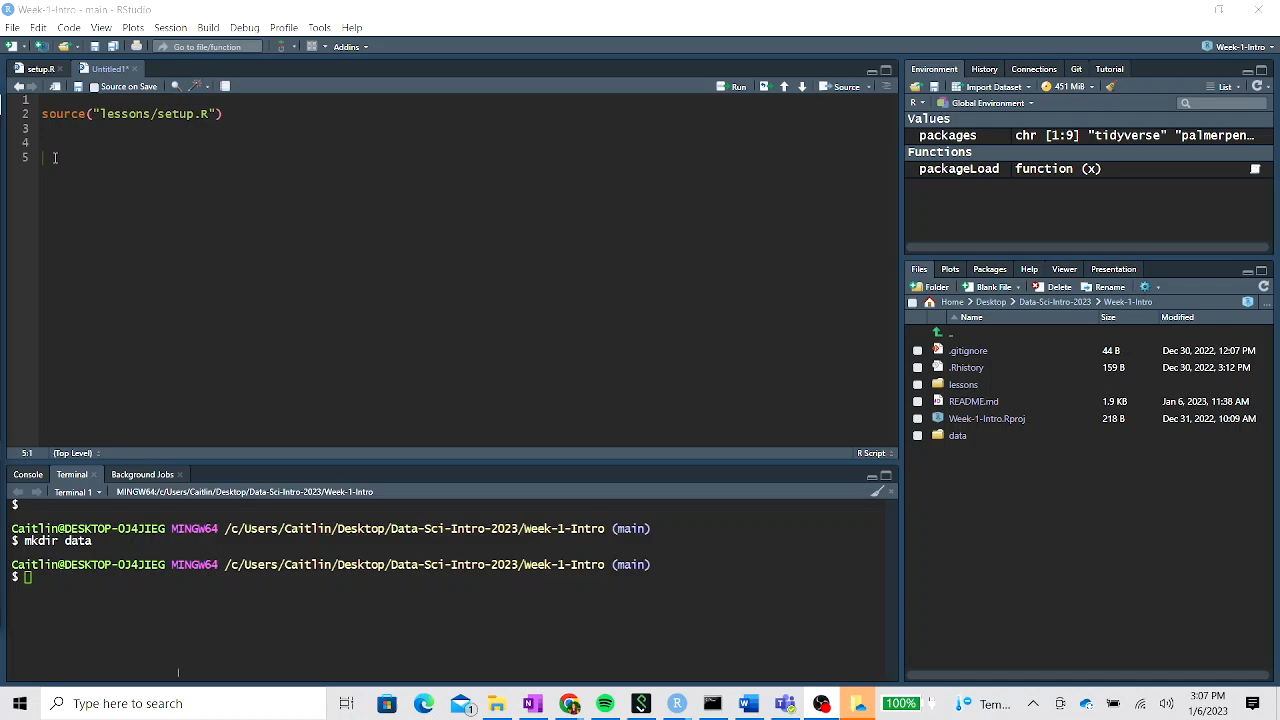 Week-1-Intro - main - RStudio
File Edit Code View Plots Session Build Debug Profile Tools Help
Go to file/function Addins Week-1-Intro
setup.R Untitled1*
Source on Save Run Source
1
2 source("lessons/setup.R")
3
4
5
5:1 (Top Level) R Script
Console Terminal Background Jobs
Terminal 1 MINGW64:/c/Users/Caitlin/Desktop/Data-Sci-Intro-2023/Week-1-Intro
$
Caitlin@DESKTOP-OJ4JIEG MINGW64 /c/Users/Caitlin/Desktop/Data-Sci-Intro-2023/Week-1-Intro (main)
$ mkdir data
Caitlin@DESKTOP-OJ4JIEG MINGW64 /c/Users/Caitlin/Desktop/Data-Sci-Intro-2023/Week-1-Intro (main)
$
Environment History Connections Git Tutorial
Import Dataset 451 MiB List
R Global Environment
Values
packages chr [1:9] "tidyverse" "palmerpen…
Functions
packageLoad function (x)
Files Plots Packages Help Viewer Presentation
Folder Blank File Delete Rename
Home Desktop Data-Sci-Intro-2023 Week-1-Intro ...
Name Size Modified
..
.gitignore 44 B Dec 30, 2022, 12:07 PM
.Rhistory 159 B Dec 30, 2022, 3:12 PM
lessons
README.md 1.9 KB Jan 6, 2023, 11:38 AM
Week-1-Intro.Rproj 218 B Dec 31, 2022, 10:09 AM
data
Type here to search 100% Tem... 3:07 PM
1/6/2023